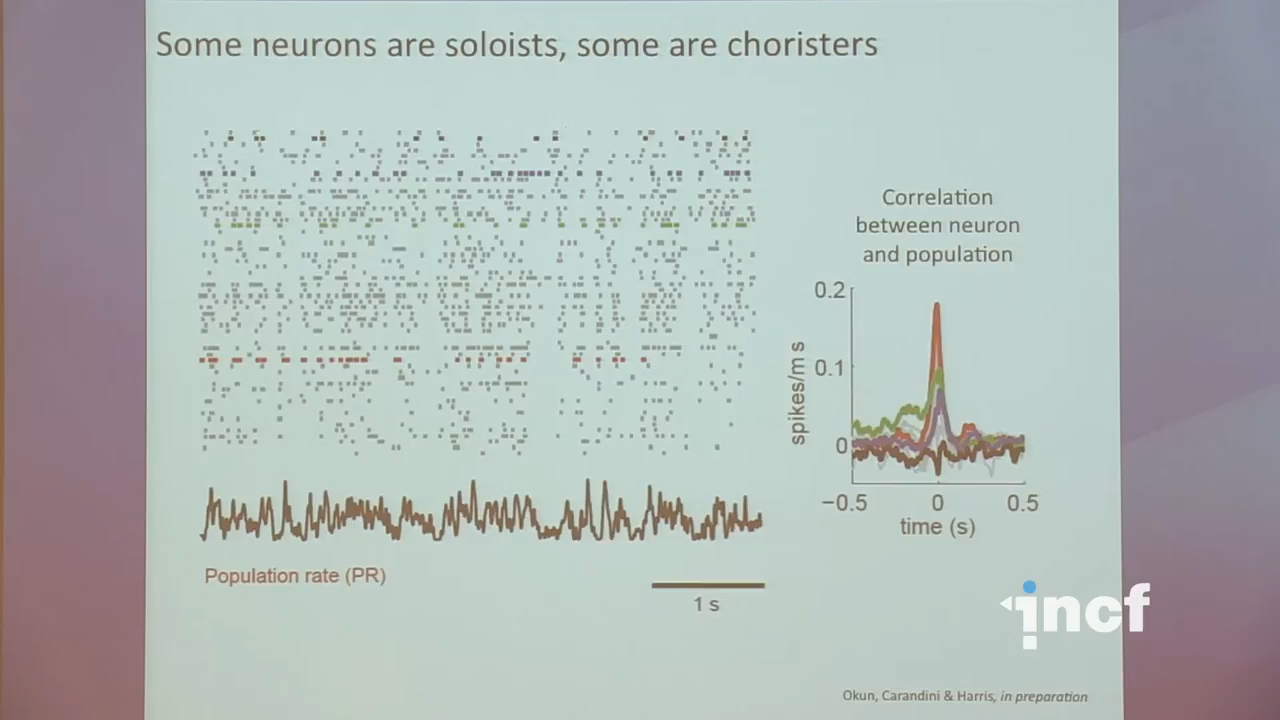 Some neurons are soloists, some are choristers
Correlation
between neuron
and population
0.2
0.1
0
spikes/m s
−0.5
0
0.5
time (s)
Population rate (PR)
1 s
incf
Okun, Carandini & Harris, in preparation